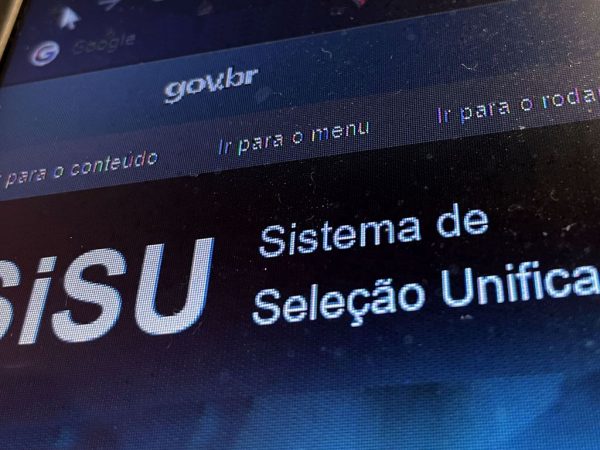 Google
gov.br
para o conteúdo Ir para o menu Ir para o roda
SiSU
Sistema de
Seleção Unifica